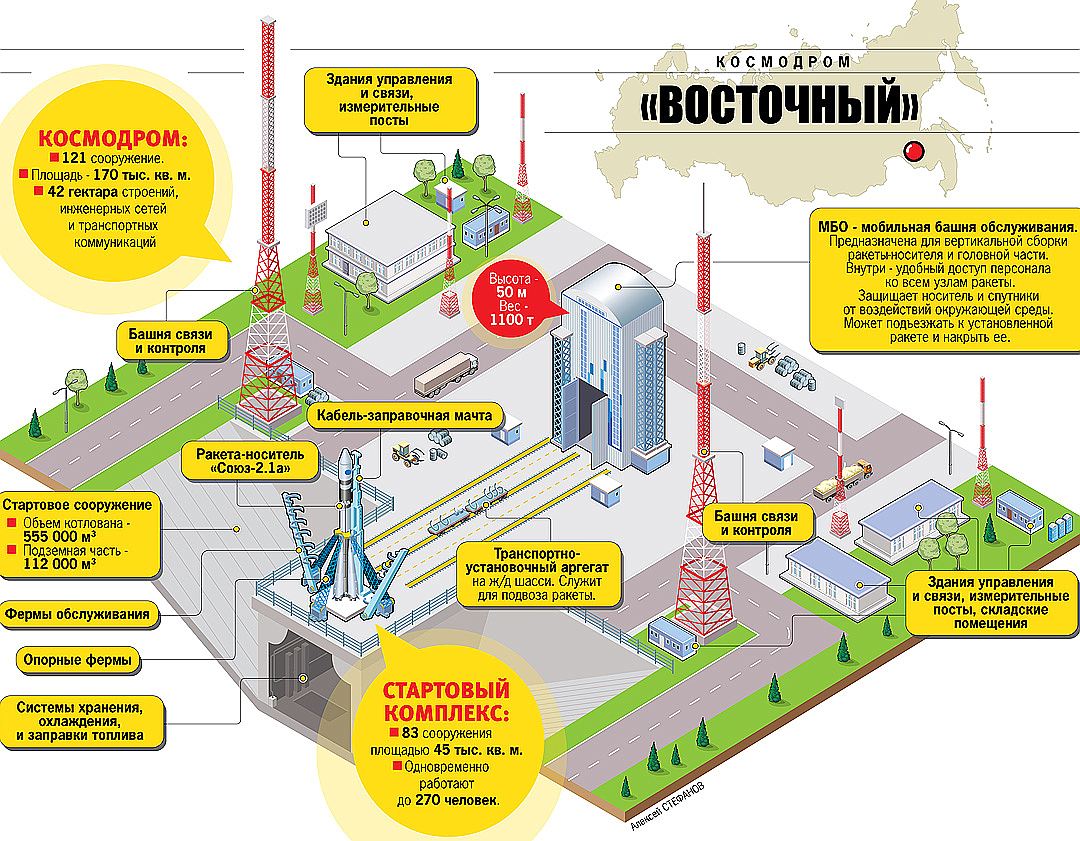 КОСМОДРОМ
«ВОСТОЧНЫЙ»
КОСМОДРОМ:
121 сооружение.
Площадь - 170 тыс. кв. м.
42 гектара строений,
инженерных сетей
и транспортных
коммуникаций
Здания управления
и связи,
измерительные
посты
МБО - мобильная башня обслуживания.
Предназначена для вертикальной сборки
ракеты-носителя и головной части.
Внутри - удобный доступ персонала
ко всем узлам ракеты.
Защищает носитель и спутники
от воздействий окружающей среды.
Может подъезжать к установленной
ракете и накрыть ее.
Высота -
50 м
Вес -
1100 т
Башня связи
и контроля
Кабель-заправочная мачта
Ракета-носитель
«Союз-2.1а»
Стартовое сооружение
Объем котлована -
555 000 м³
Подземная часть -
112 000 м³
Башня связи
и контроля
Транспортно-
установочный аргегат
на ж/д шасси. Служит
для подвоза ракеты.
Здания управления
и связи, измерительные
посты, складские
помещения
Фермы обслуживания
Опорные фермы
Системы хранения,
охлаждения,
и заправки топлива
СТАРТОВЫЙ
КОМПЛЕКС:
83 сооружения
площадью 45 тыс. кв. м.
Одновременно
работают
до 270 человек.
Алексей СТЕФАНОВ